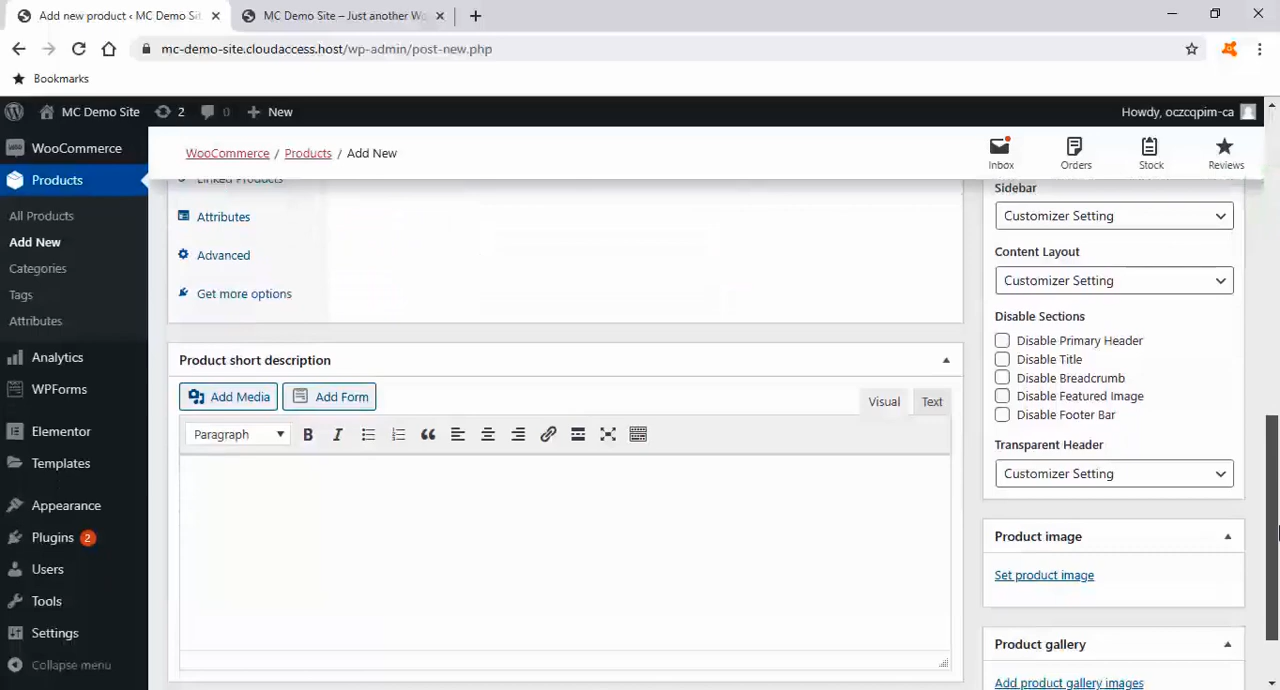 Add new product ‹ MC Demo Sit
MC Demo Site – Just another Wo
mc-demo-site.cloudaccess.host/wp-admin/post-new.php
Bookmarks
MC Demo Site
2
0
New
Howdy, oczcqpim-ca
WooCommerce
Products
All Products
Add New
Categories
Tags
Attributes
Analytics
WPForms
Elementor
Templates
Appearance
Plugins 2
Users
Tools
Settings
Collapse menu
WooCommerce / Products / Add New
Inbox
Orders
Stock
Reviews
Linked Products
Attributes
Advanced
Get more options
Product short description
Add Media
Add Form
Visual
Text
Paragraph
Sidebar
Customizer Setting
Content Layout
Customizer Setting
Disable Sections
Disable Primary Header
Disable Title
Disable Breadcrumb
Disable Featured Image
Disable Footer Bar
Transparent Header
Customizer Setting
Product image
Set product image
Product gallery
Add product gallery images